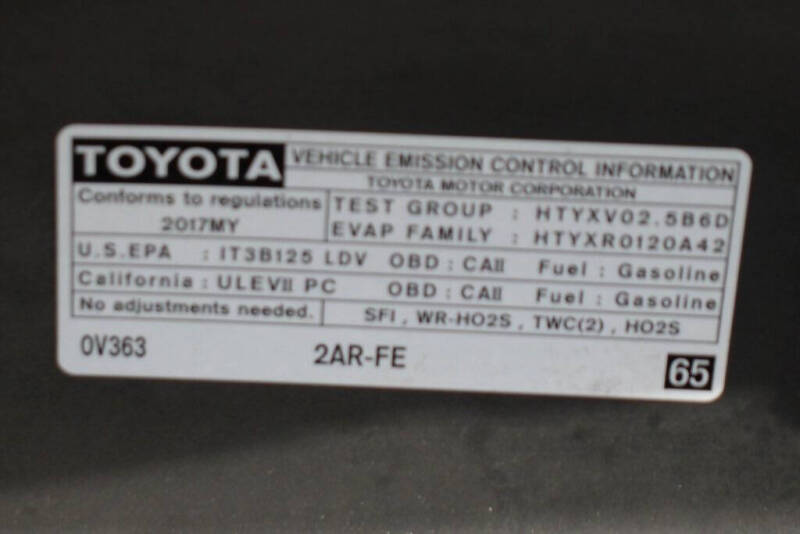 TOYOTA VEHICLE EMISSION CONTROL INFORMATION
TOYOTA MOTOR CORPORATION
Conforms to regulations
2017MY
TEST GROUP : HTYXV02.5B6D
EVAP FAMILY : HTYXR0120A42
U.S.EPA : IT3B125 LDV OBD : CAII Fuel : Gasoline
California : ULEVII PC OBD : CAII Fuel : Gasoline
No adjustments needed. SFI , WR-HO2S , TWC(2) , HO2S
0V363 2AR-FE 65